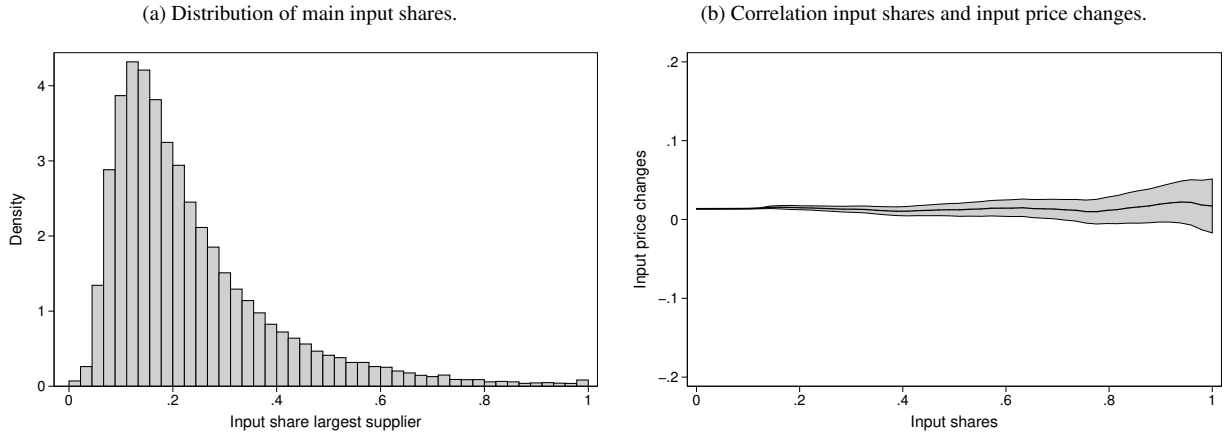 (a) Distribution of main input shares.
4
3
2
1
0
Density
0 .2 .4 .6 .8 1
Input share largest supplier
(b) Correlation input shares and input price changes.
.2
.1
0
-.1
-.2
Input price changes
0 .2 .4 .6 .8 1
Input shares